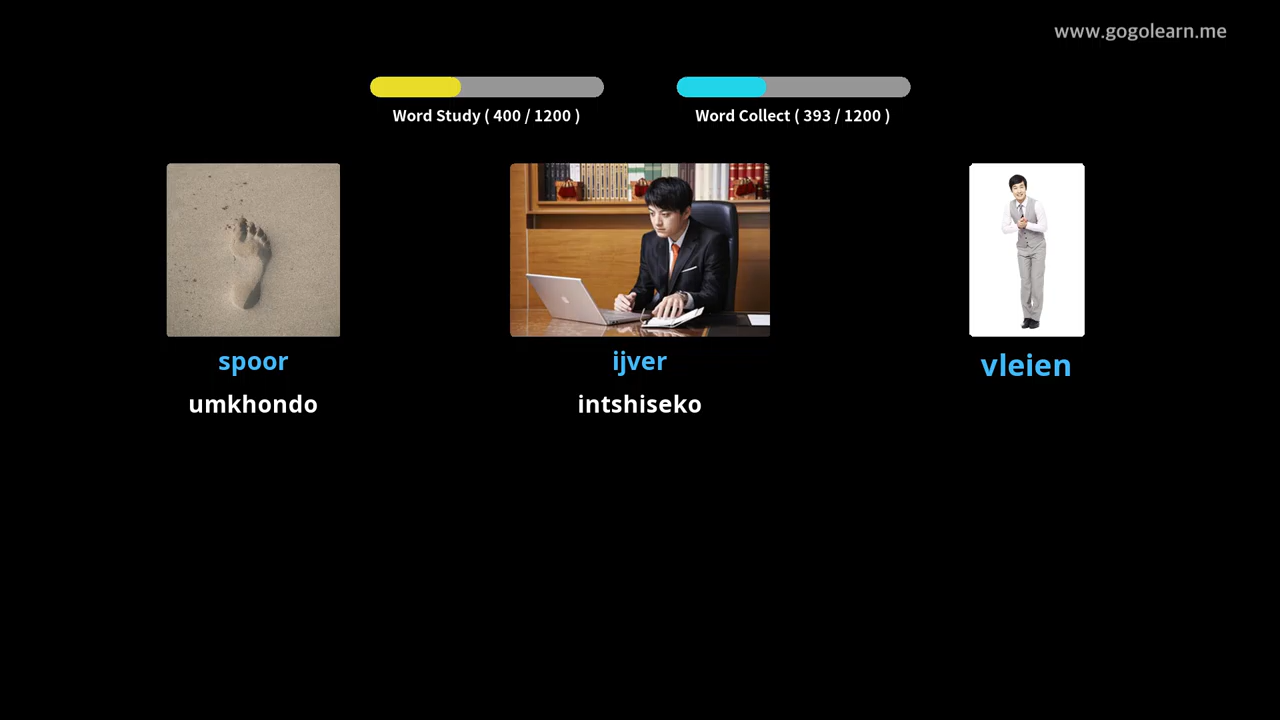 www.gogolearn.me
Word Study ( 400 / 1200 )
Word Collect ( 393 / 1200 )
spoor
ijver
vleien
umkhondo
intshiseko